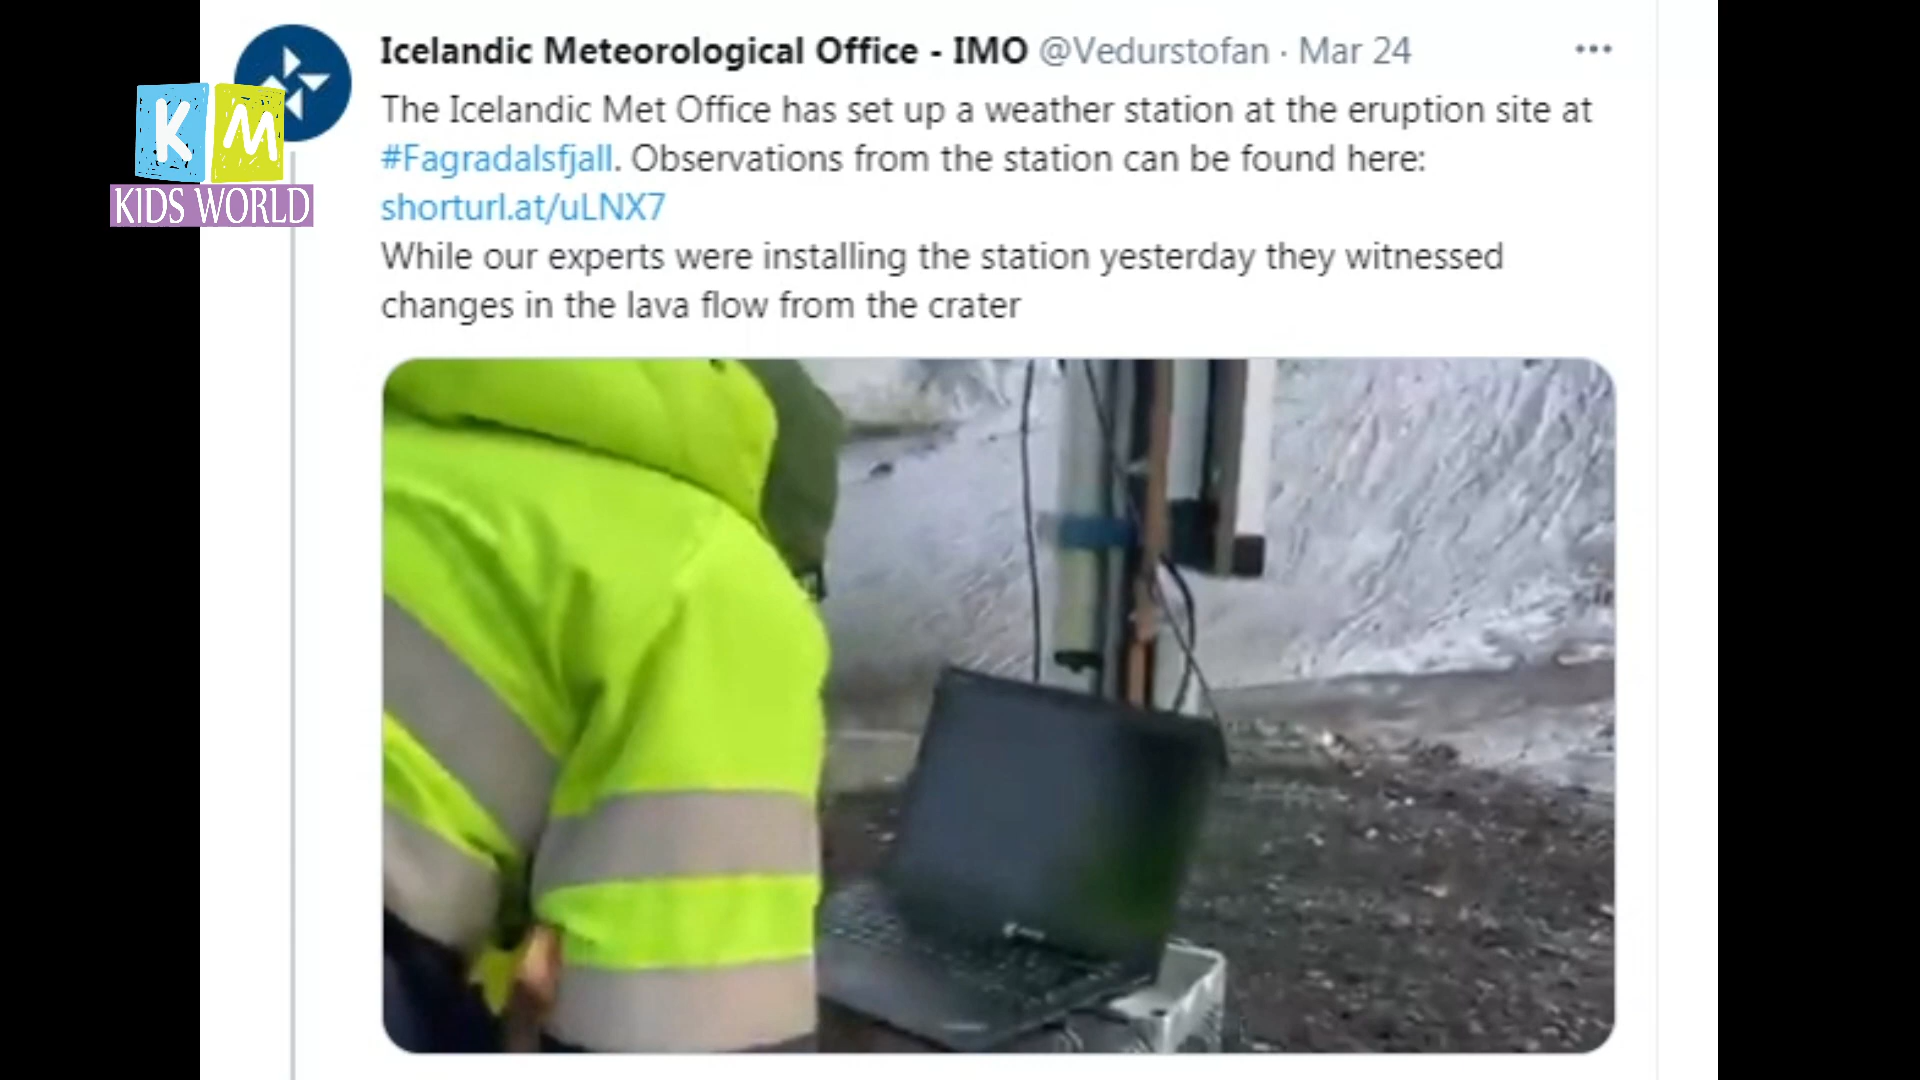 Icelandic Meteorological Office - IMO @Vedurstofan · Mar 24
The Icelandic Met Office has set up a weather station at the eruption site at
#Fagradalsfjall. Observations from the station can be found here:
shorturl.at/uLNX7
While our experts were installing the station yesterday they witnessed
changes in the lava flow from the crater
KM
KIDS WORLD